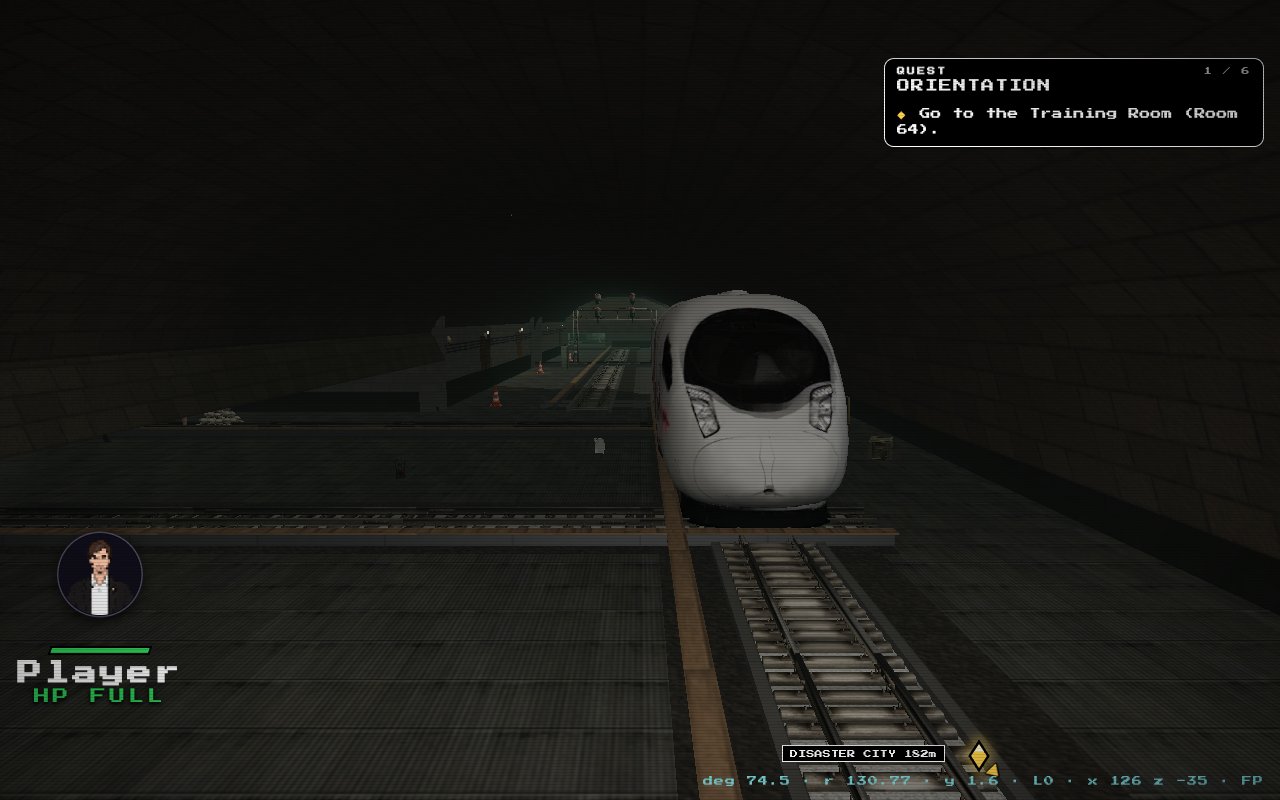 QUEST
1 / 6
ORIENTATION
Go to the Training Room (Room
64).
Player
HP FULL
DISASTER CITY 182m
deg 74.5 · r 130.77 · y 1.6 · L0 · x 126 z -35 · FP